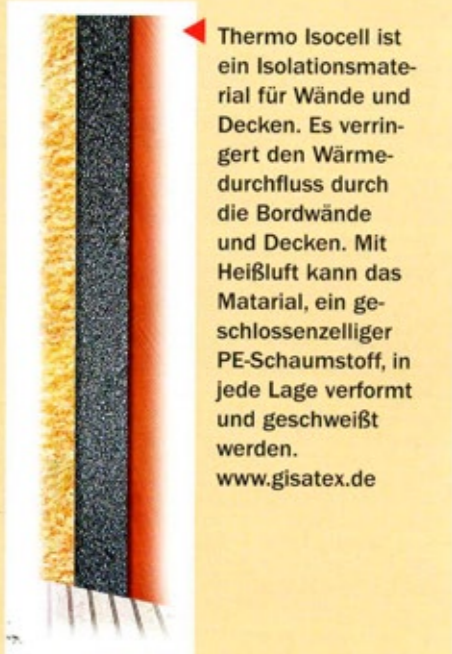 Thermo Isocell ist
ein Isolationsmate-
rial für Wände und
Decken. Es verrin-
gert den Wärme-
durchfluss durch
die Bordwände
und Decken. Mit
Heißluft kann das
Matarial, ein ge-
schlossenzelliger
PE-Schaumstoff, in
jede Lage verformt
und geschweißt
werden.
www.gisatex.de